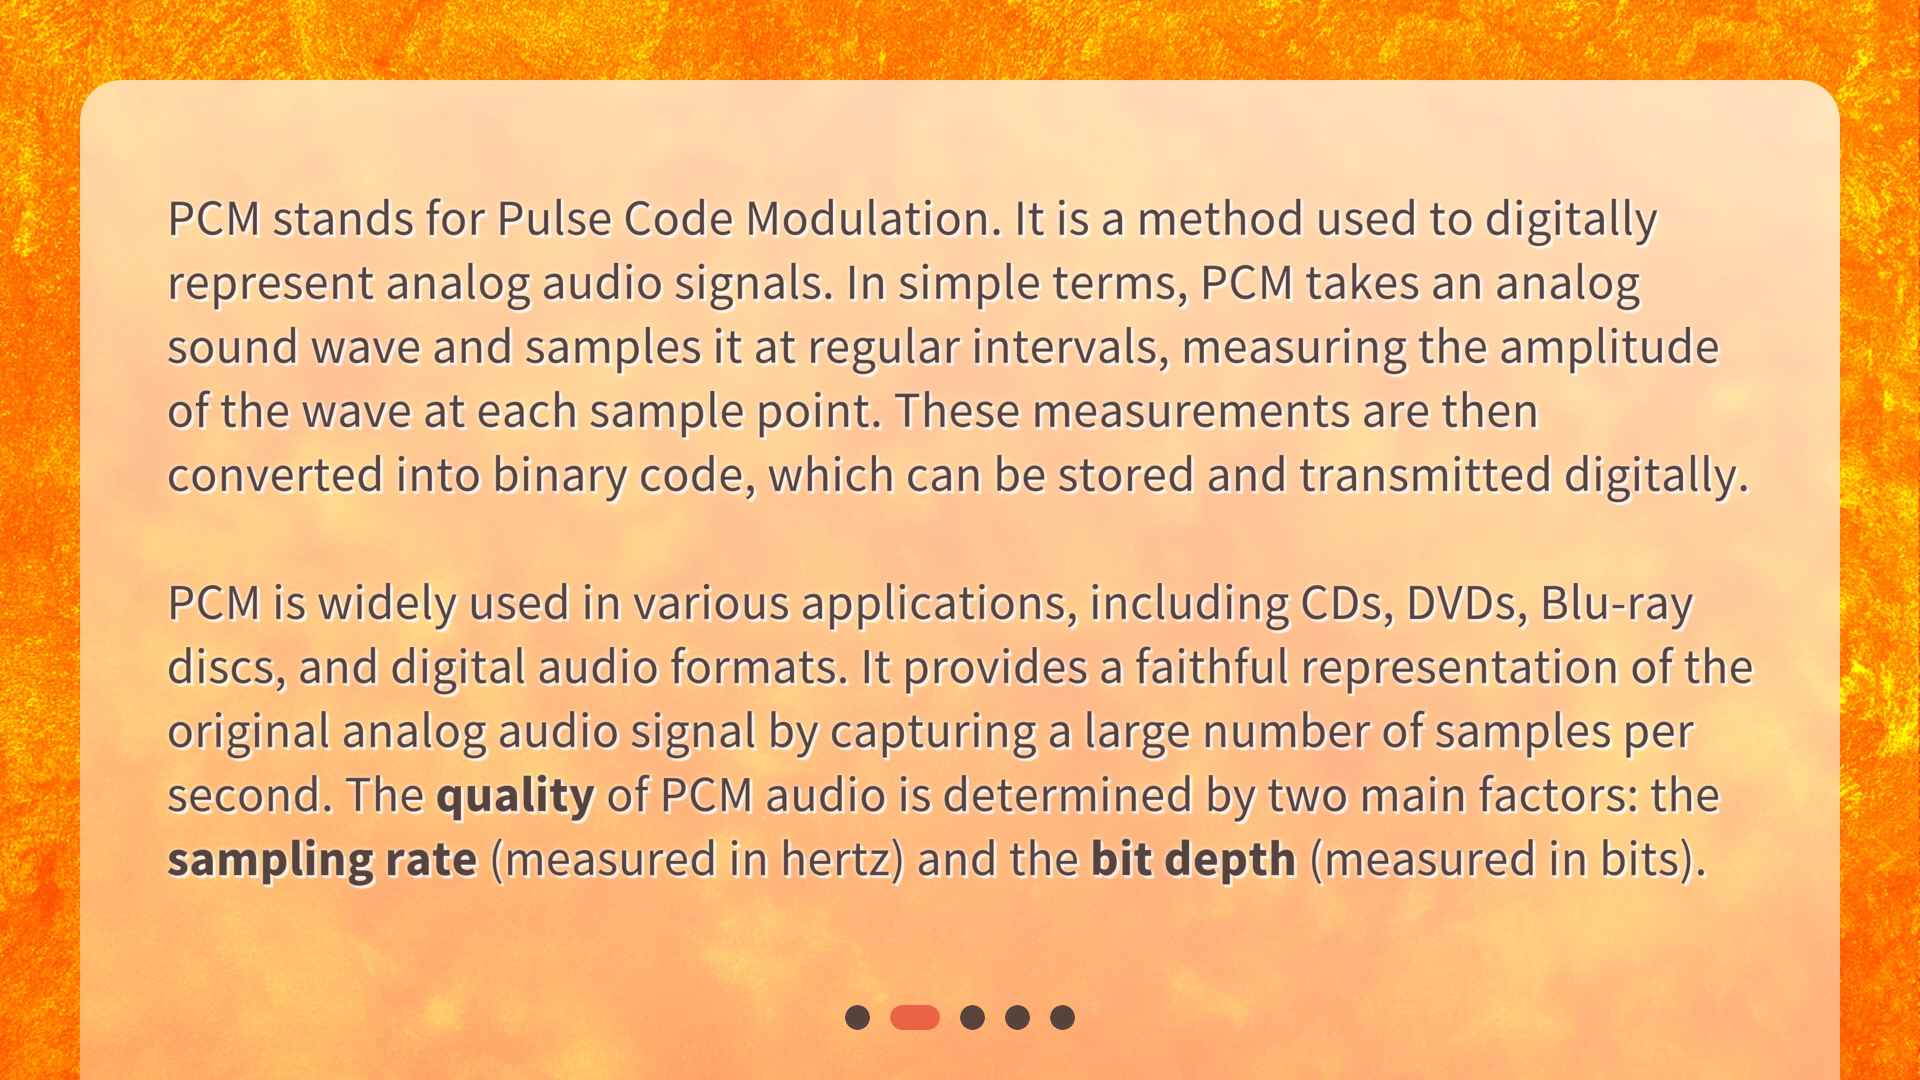 PCM stands for Pulse Code Modulation. It is a method used to digitally
represent analog audio signals. In simple terms, PCM takes an analog
sound wave and samples it at regular intervals, measuring the amplitude
of the wave at each sample point. These measurements are then
converted into binary code, which can be stored and transmitted digitally.
PCM is widely used in various applications, including CDs, DVDs, Blu-ray
discs, and digital audio formats. It provides a faithful representation of the
original analog audio signal by capturing a large number of samples per
second. The quality of PCM audio is determined by two main factors: the
sampling rate (measured in hertz) and the bit depth (measured in bits).